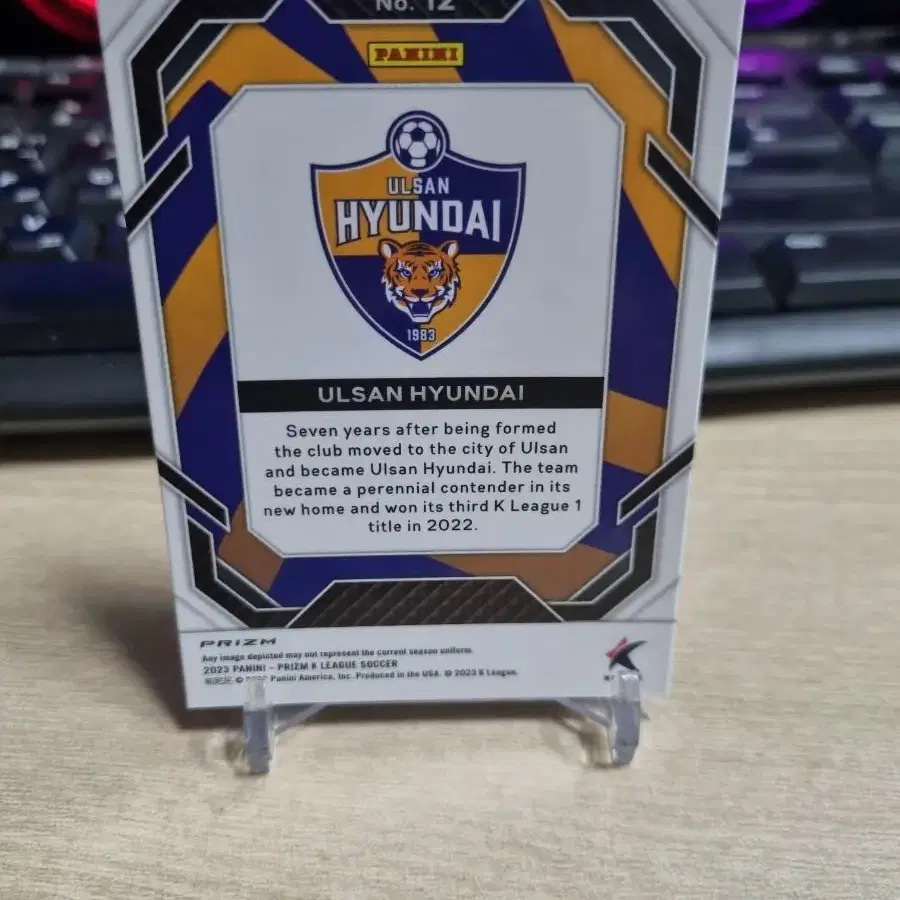 No. 12
PANINI
ULSAN
HYUNDAI
1983
ULSAN HYUNDAI
Seven years after being formed
the club moved to the city of Ulsan
and became Ulsan Hyundai. The team
became a perennial contender in its
new home and won its third K League 1
title in 2022.
PRIZM
Any image depicted may not represent the current season uniform.
2023 PANINI – PRIZM K LEAGUE SOCCER
Panini America, Inc. Produced in the USA. © 2023 K League.